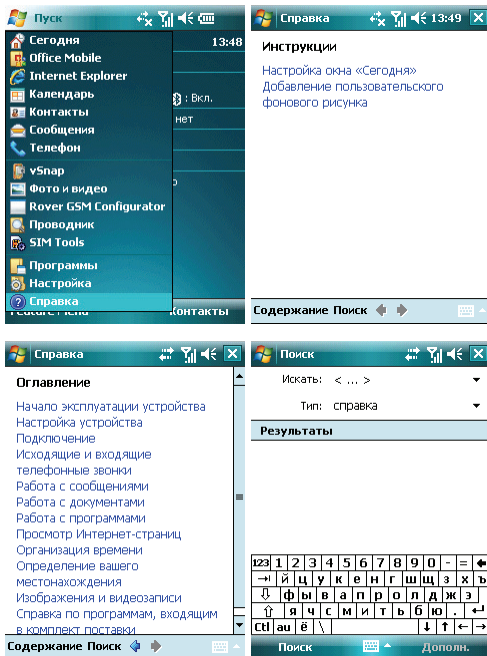 Пуск
Сегодня
13:48
Office Mobile
Internet Explorer
Календарь
: Вкл.
Контакты
нет
Сообщения
Телефон
vSnap
Фото и видео
Rover GSM Configurator
Проводник
SIM Tools
Программы
Настройка
Справка
Контакты
Справка
13:49
Инструкции
Настройка окна «Сегодня»
Добавление пользовательского
фонового рисунка
Содержание Поиск
Справка
Оглавление
Начало эксплуатации устройства
Настройка устройства
Подключение
Исходящие и входящие
телефонные звонки
Работа с сообщениями
Работа с документами
Работа с программами
Просмотр Интернет-страниц
Организация времени
Определение вашего
местонахождения
Изображения и видеозаписи
Справка по программам, входящим
в комплект поставки
Содержание Поиск
Поиск
Искать: < ... >
Тип: справка
Результаты
123 1 2 3 4 5 6 7 8 9 0 - =
й ц у к е н г ш щ з х ъ
ф ы в а п р о л д ж э
я ч с м и т ь б ю .
Ctl au ё \
Поиск
Дополн.